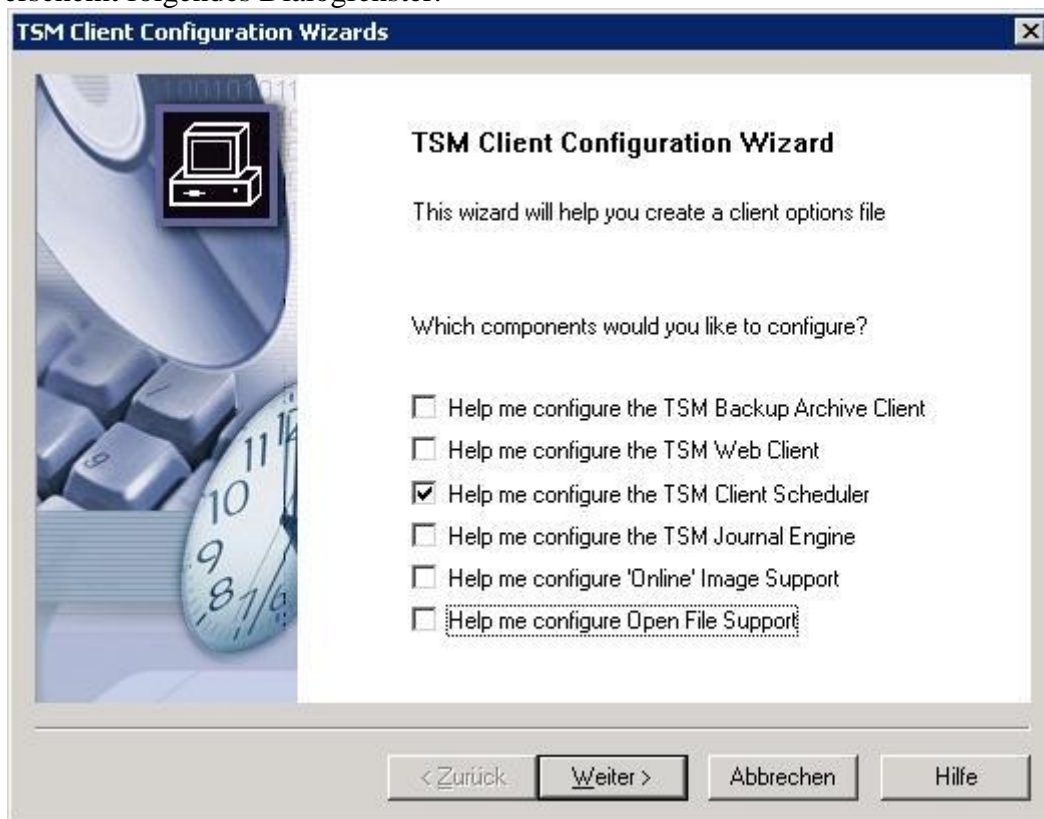 erscheint folgendes Dialogfenster:
TSM Client Configuration Wizards
TSM Client Configuration Wizard
This wizard will help you create a client options file
Which components would you like to configure?
Help me configure the TSM Backup Archive Client
Help me configure the TSM Web Client
Help me configure the TSM Client Scheduler
Help me configure the TSM Journal Engine
Help me configure 'Online' Image Support
Help me configure Open File Support
< Zurück
Weiter >
Abbrechen
Hilfe